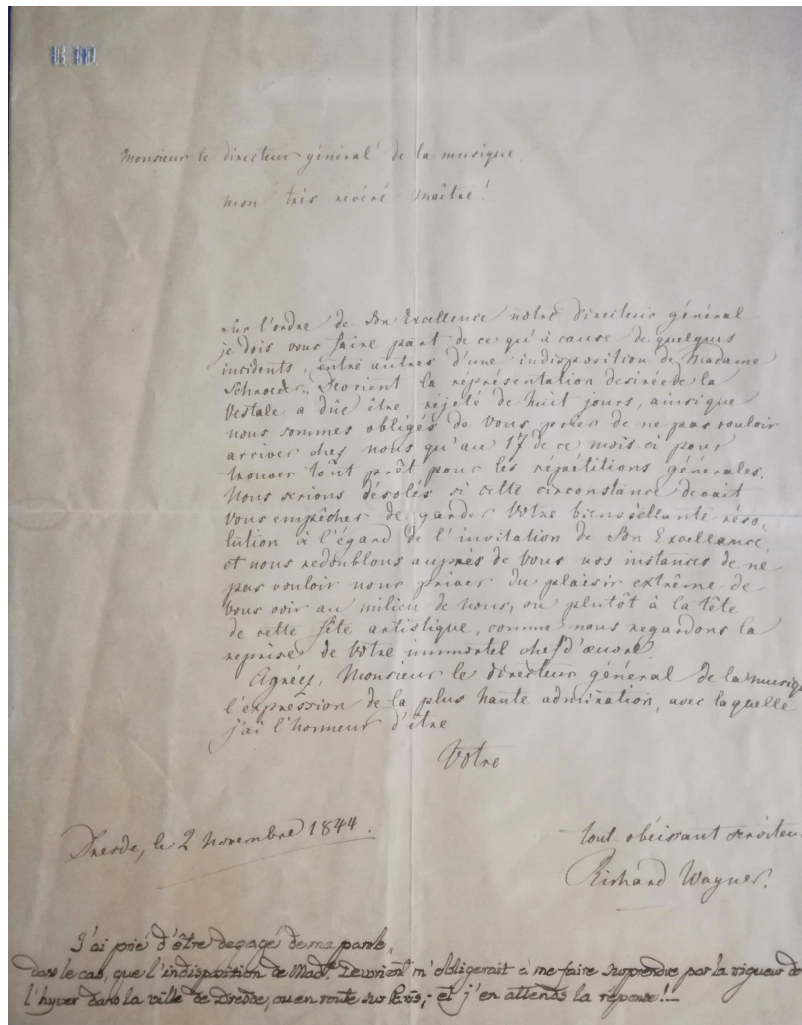 Monsieur le directeur général de la musique,
mon très révéré Maître!
Sur l'ordre de Son Excellence notre directeur général
je dois vous faire part de ce qu'à cause de quelques
incidents, entre autres d'une indisposition de Madame
Schroeder-Devrient la réprésentation desirée de la
Vestale a dûe être rejeté de huit jours, ainsique
nous sommes obligés de Vous prier de ne pas vouloir
arriver chez nous qu'au 17 de ce mois-ci pour
trouver tout prêt pour les répétitions générales.
Nous serions désolés si cette circonstance devait
Vous empêcher de garder Votre bienveillante réso-
lution à l'égard de l'invitation de Son Excellence,
et nous redoublons auprès de Vous nos instances de ne
pas vouloir nous priver du plaisir extrême de
Vous voir au milieu de nous, ou plutôt à la tête
de cette fête artistique, comme nous regardons la
reprise de Votre immortel chef d'œuvre.
Agréez, Monsieur le directeur général de la musique
l'expression de la plus haute admiration, avec laquelle
j'ai l'honneur d'être
Votre
Dresde, le 2 Novembre 1844.
tout obéissant serviteur
Richard Wagner.
J'ai prié d'être degagé de ma parole,
dans le cas, que l'indisposition de Mad.e Devrient m'obligerait à me faire surprendre par la rigueur de
l'hyver dans la ville de Dresde, ou en route sur Paris; et j'en attends la réponse!—